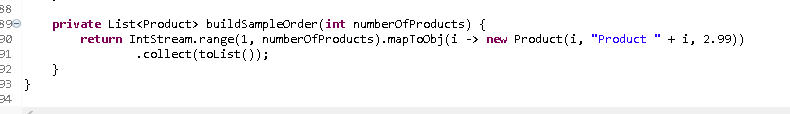 88
89 private List<Product> buildSampleOrder(int numberOfProducts) {
90 return IntStream.range(1, numberOfProducts).mapToObj(i -> new Product(i, "Product " + i, 2.99))
91 .collect(toList());
92 }
93 }
94